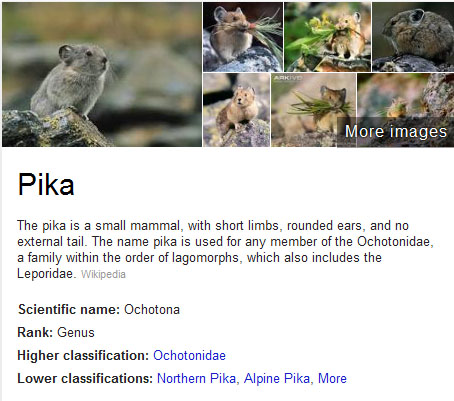 ARKIVE
More images
Pika
The pika is a small mammal, with short limbs, rounded ears, and no
external tail. The name pika is used for any member of the Ochotonidae,
a family within the order of lagomorphs, which also includes the
Leporidae. Wikipedia
Scientific name: Ochotona
Rank: Genus
Higher classification: Ochotonidae
Lower classifications: Northern Pika, Alpine Pika, More